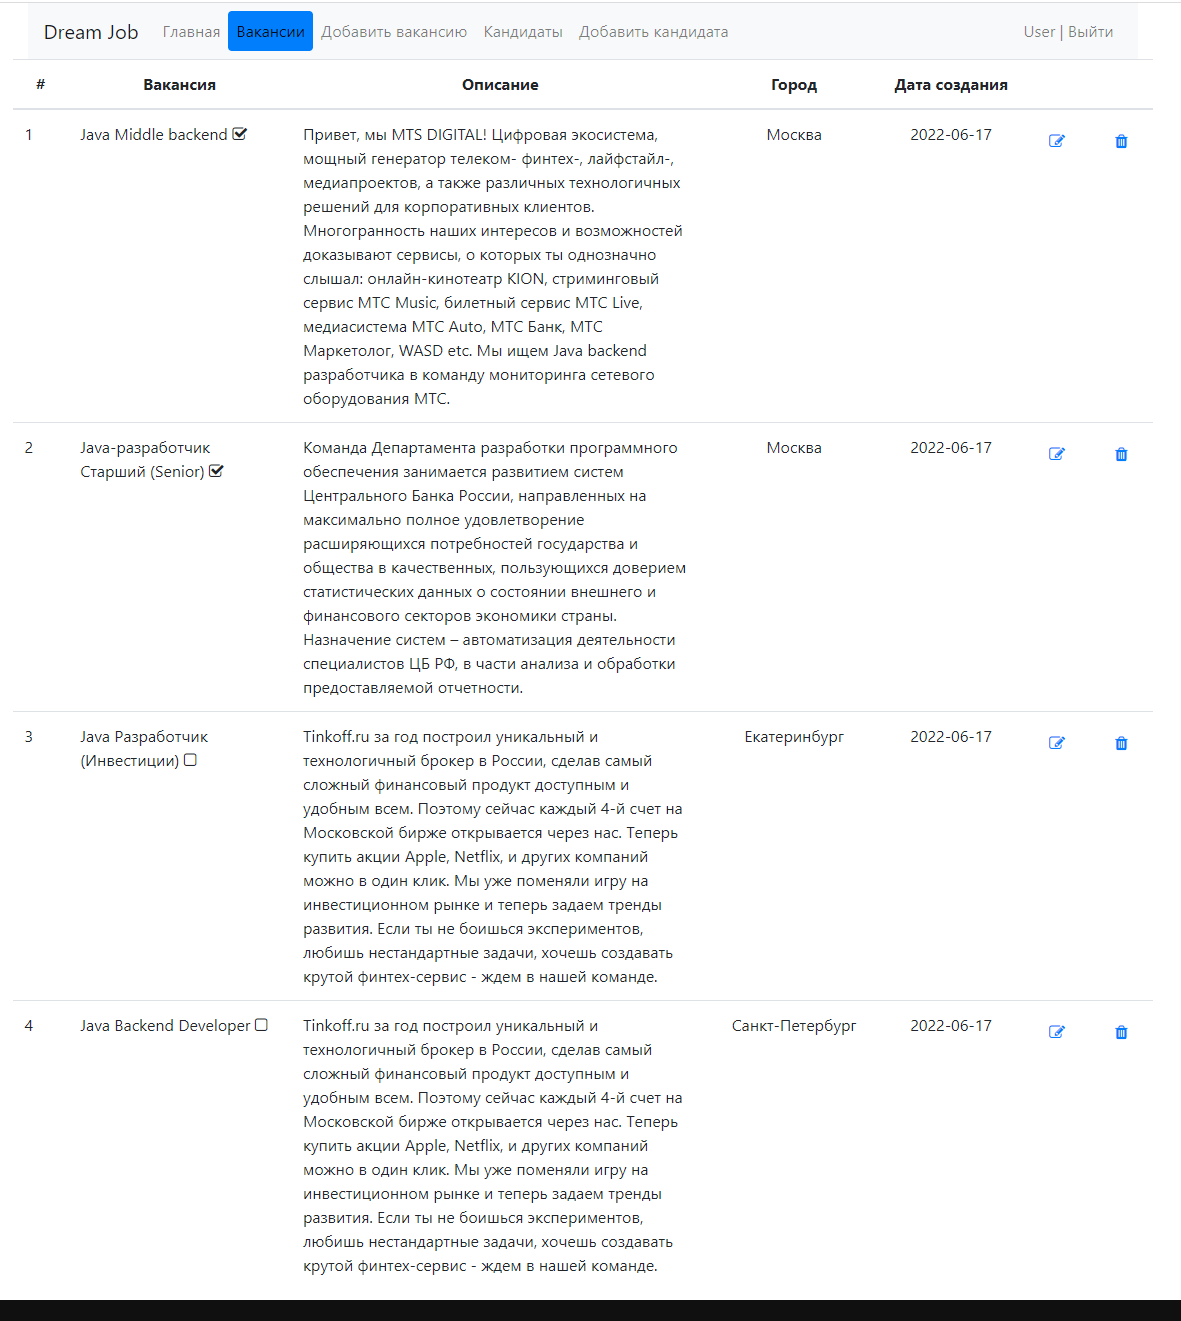 Dream Job Главная Вакансии Добавить вакансию Кандидаты Добавить кандидата User | Выйти
# Вакансия Описание Город Дата создания
1 Java Middle backend Привет, мы MTS DIGITAL! Цифровая экосистема, Москва 2022-06-17
мощный генератор телеком- финтех-, лайфстайл-,
медиапроектов, а также различных технологичных
решений для корпоративных клиентов.
Многогранность наших интересов и возможностей
доказывают сервисы, о которых ты однозначно
слышал: онлайн-кинотеатр KION, стриминговый
сервис МТС Music, билетный сервис МТС Live,
медиасистема МТС Auto, МТС Банк, МТС
Маркетолог, WASD etc. Мы ищем Java backend
разработчика в команду мониторинга сетевого
оборудования МТС.
2 Java-разработчик Команда Департамента разработки программного Москва 2022-06-17
Старший (Senior) обеспечения занимается развитием систем
Центрального Банка России, направленных на
максимально полное удовлетворение
расширяющихся потребностей государства и
общества в качественных, пользующихся доверием
статистических данных о состоянии внешнего и
финансового секторов экономики страны.
Назначение систем – автоматизация деятельности
специалистов ЦБ РФ, в части анализа и обработки
предоставляемой отчетности.
3 Java Разработчик Tinkoff.ru за год построил уникальный и Екатеринбург 2022-06-17
(Инвестиции) технологичный брокер в России, сделав самый
сложный финансовый продукт доступным и
удобным всем. Поэтому сейчас каждый 4-й счет на
Московской бирже открывается через нас. Теперь
купить акции Apple, Netflix, и других компаний
можно в один клик. Мы уже поменяли игру на
инвестиционном рынке и теперь задаем тренды
развития. Если ты не боишься экспериментов,
любишь нестандартные задачи, хочешь создавать
крутой финтех-сервис - ждем в нашей команде.
4 Java Backend Developer Tinkoff.ru за год построил уникальный и Санкт-Петербург 2022-06-17
технологичный брокер в России, сделав самый
сложный финансовый продукт доступным и
удобным всем. Поэтому сейчас каждый 4-й счет на
Московской бирже открывается через нас. Теперь
купить акции Apple, Netflix, и других компаний
можно в один клик. Мы уже поменяли игру на
инвестиционном рынке и теперь задаем тренды
развития. Если ты не боишься экспериментов,
любишь нестандартные задачи, хочешь создавать
крутой финтех-сервис - ждем в нашей команде.